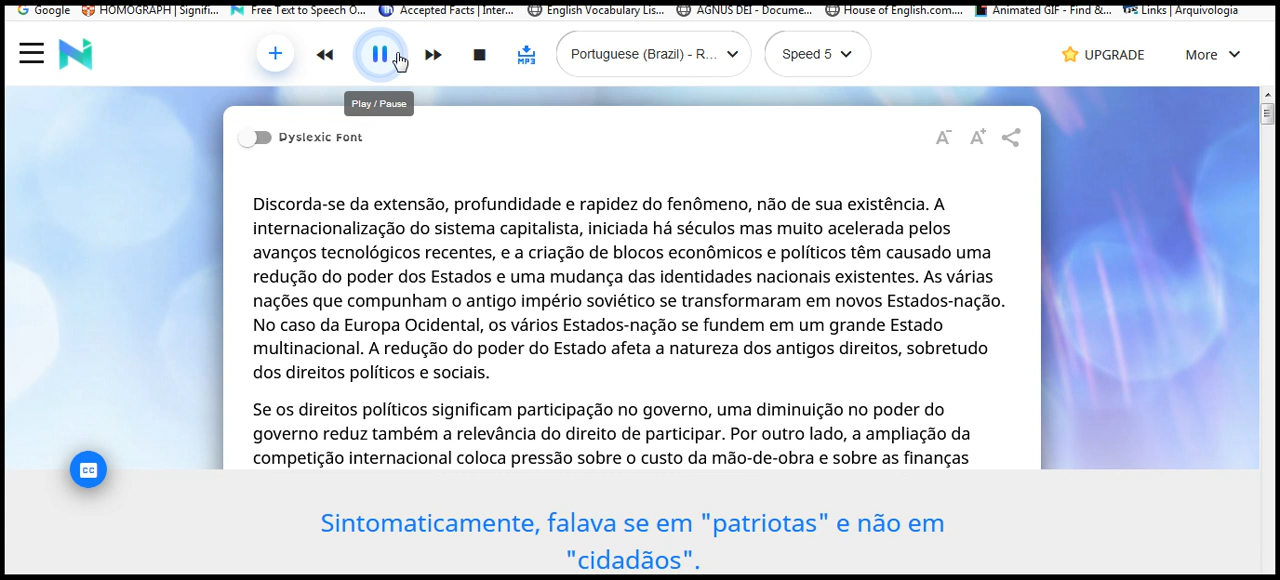 Google HOMOGRAPH | Signifi... Free Text to Speech O... Accepted Facts | Inter... English Vocabulary Lis... AGNUS DEI - Docume... House of English.com.... Animated GIF - Find &... Links | Arquivologia
MP3 Portuguese (Brazil) - R... Speed 5 UPGRADE More
Play / Pause
Dyslexic Font A- A+
Discorda-se da extensão, profundidade e rapidez do fenômeno, não de sua existência. A
internacionalização do sistema capitalista, iniciada há séculos mas muito acelerada pelos
avanços tecnológicos recentes, e a criação de blocos econômicos e políticos têm causado uma
redução do poder dos Estados e uma mudança das identidades nacionais existentes. As várias
nações que compunham o antigo império soviético se transformaram em novos Estados-nação.
No caso da Europa Ocidental, os vários Estados-nação se fundem em um grande Estado
multinacional. A redução do poder do Estado afeta a natureza dos antigos direitos, sobretudo
dos direitos políticos e sociais.
Se os direitos políticos significam participação no governo, uma diminuição no poder do
governo reduz também a relevância do direito de participar. Por outro lado, a ampliação da
competição internacional coloca pressão sobre o custo da mão-de-obra e sobre as finanças
CC
Sintomaticamente, falava se em "patriotas" e não em
"cidadãos".